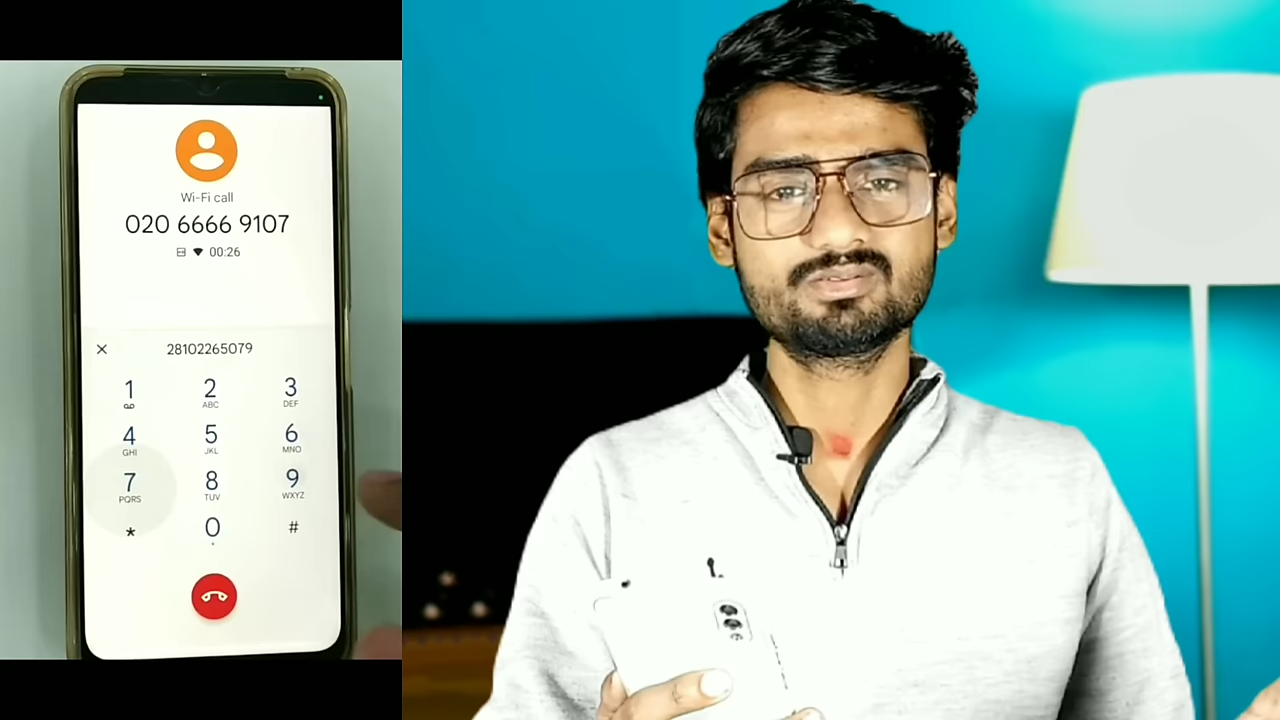 Wi-Fi call
020 6666 9107
00:26
× 28102265079
1 2 3
ABC DEF
4 5 6
GHI JKL MNO
7 8 9
PQRS TUV WXYZ
* 0 #